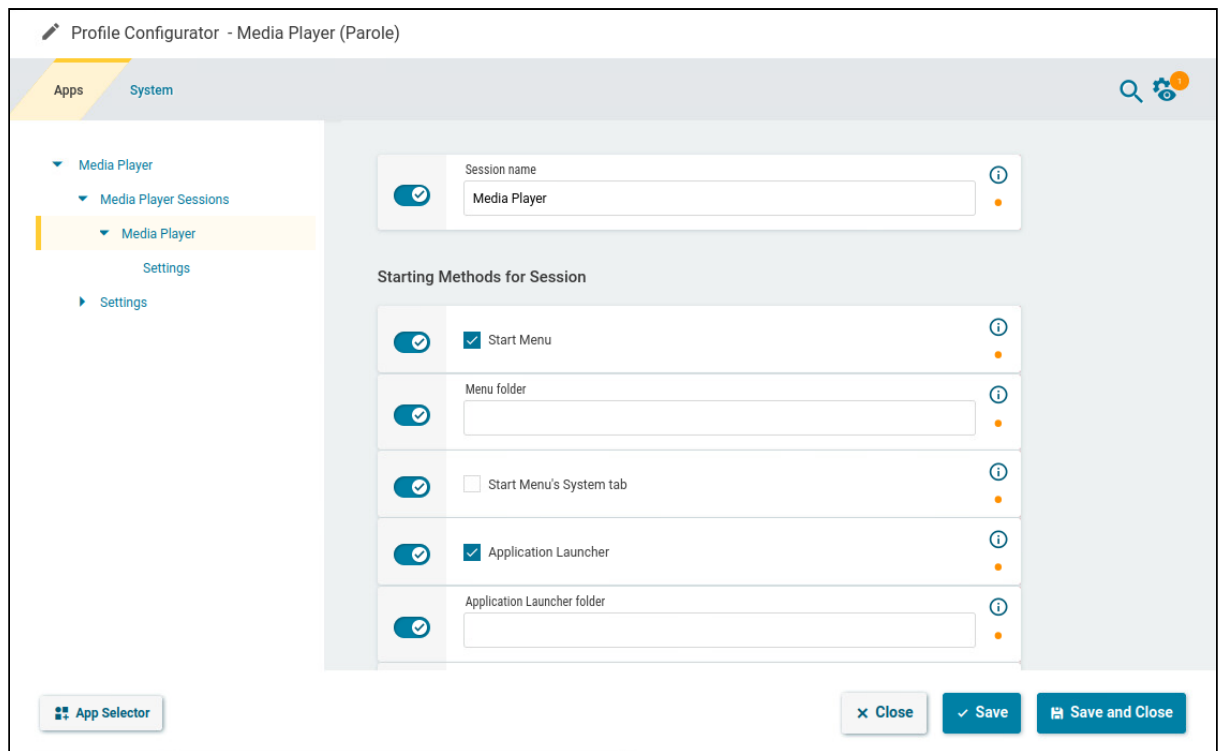 Profile Configurator - Media Player (Parole)
Apps
System
1
Media Player
Media Player Sessions
Media Player
Settings
Settings
Session name
Media Player
Starting Methods for Session
Start Menu
Menu folder
Start Menu's System tab
Application Launcher
Application Launcher folder
App Selector
Close
Save
Save and Close